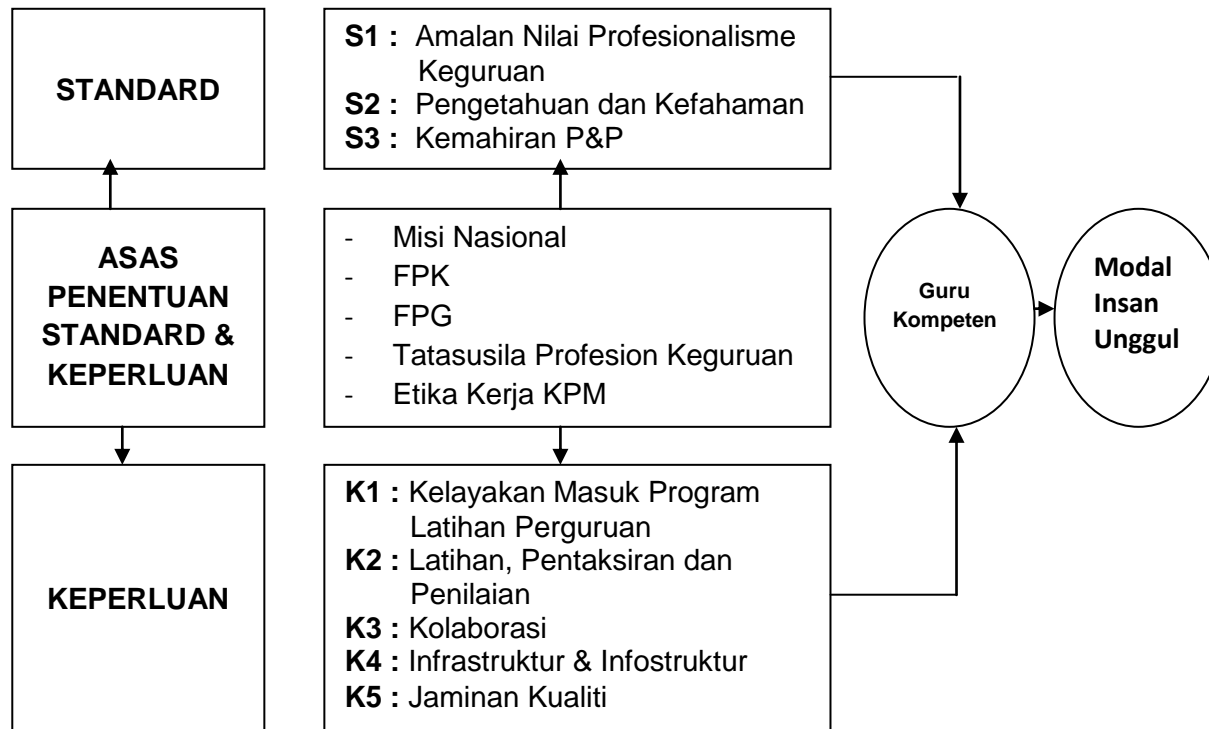 STANDARD
S1 : Amalan Nilai Profesionalisme
Keguruan
S2 : Pengetahuan dan Kefahaman
S3 : Kemahiran P&P
ASAS
PENENTUAN
STANDARD &
KEPERLUAN
- Misi Nasional
- FPK
- FPG
- Tatasusila Profesion Keguruan
- Etika Kerja KPM
Guru
Kompeten
Modal
Insan
Unggul
KEPERLUAN
K1 : Kelayakan Masuk Program
Latihan Perguruan
K2 : Latihan, Pentaksiran dan
Penilaian
K3 : Kolaborasi
K4 : Infrastruktur & Infostruktur
K5 : Jaminan Kualiti